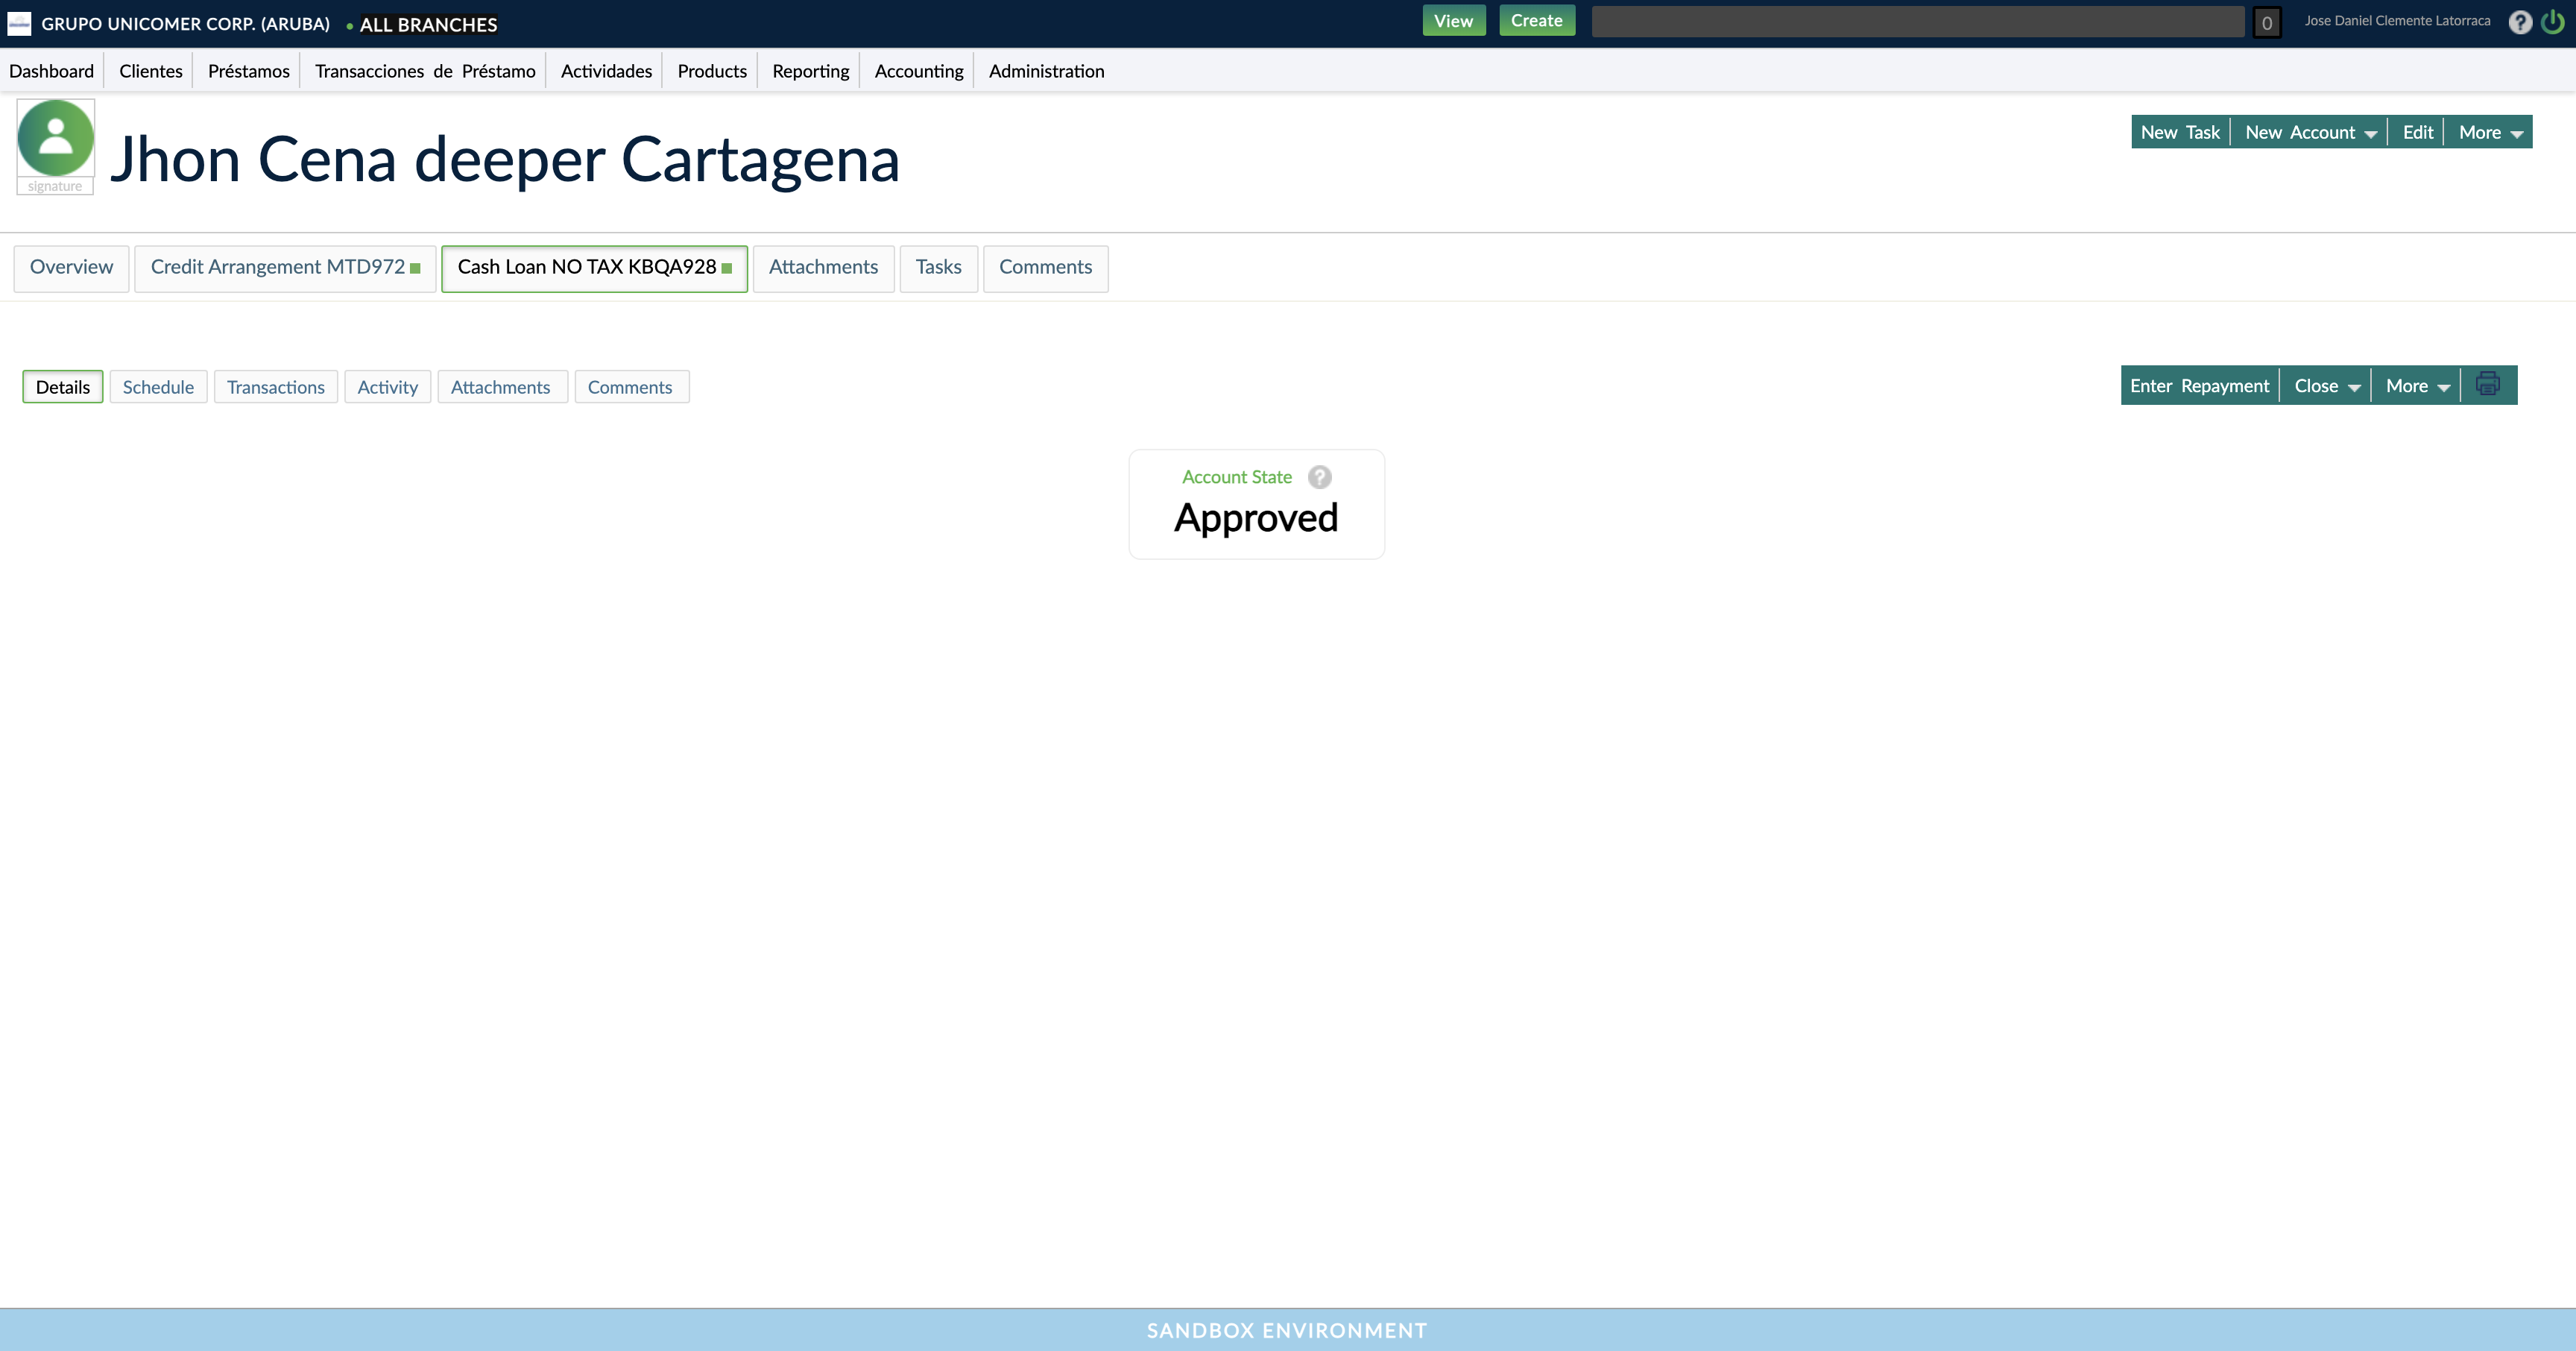 GRUPO UNICOMER CORP. (ARUBA) • ALL BRANCHES View Create 0 Jose Daniel Clemente Latorraca ?
Dashboard Clientes Préstamos Transacciones de Préstamo Actividades Products Reporting Accounting Administration
signature
Jhon Cena deeper Cartagena
New Task New Account Edit More
Overview Credit Arrangement MTD972 Cash Loan NO TAX KBQA928 Attachments Tasks Comments
Details Schedule Transactions Activity Attachments Comments
Enter Repayment Close More
Account State ?
Approved
SANDBOX ENVIRONMENT